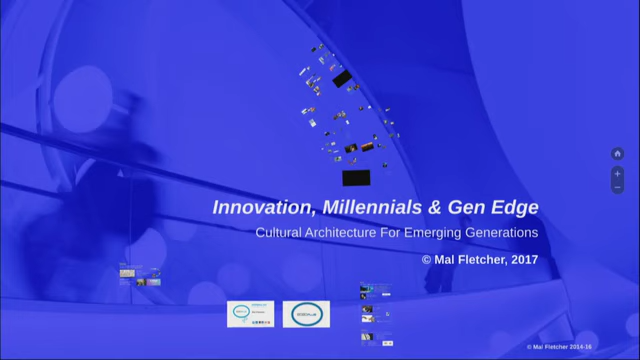 Innovation, Millennials & Gen Edge
Cultural Architecture For Emerging Generations
© Mal Fletcher, 2017
© Mal Fletcher 2014-16